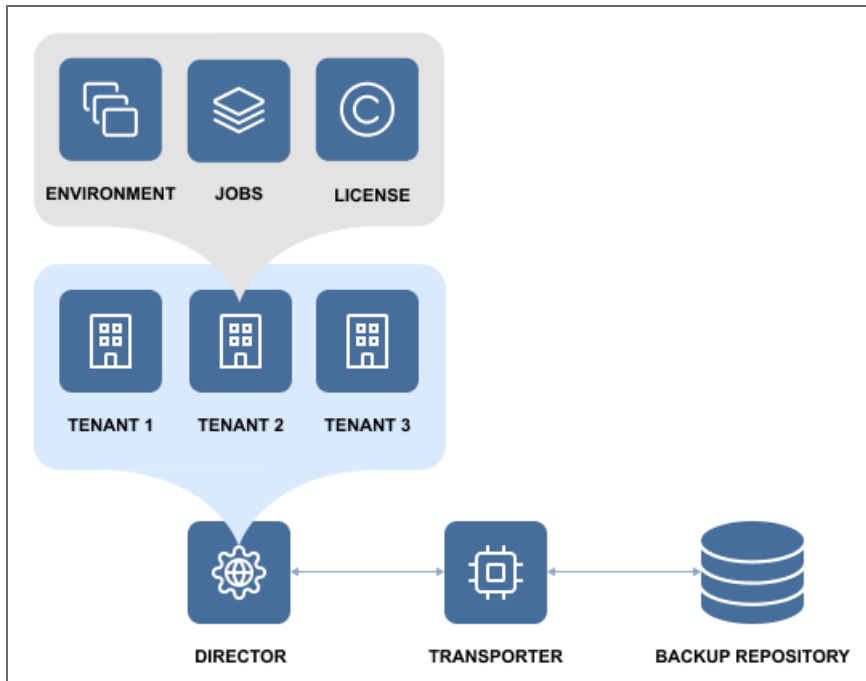 ENVIRONMENT JOBS LICENSE
TENANT 1 TENANT 2 TENANT 3
DIRECTOR TRANSPORTER BACKUP REPOSITORY